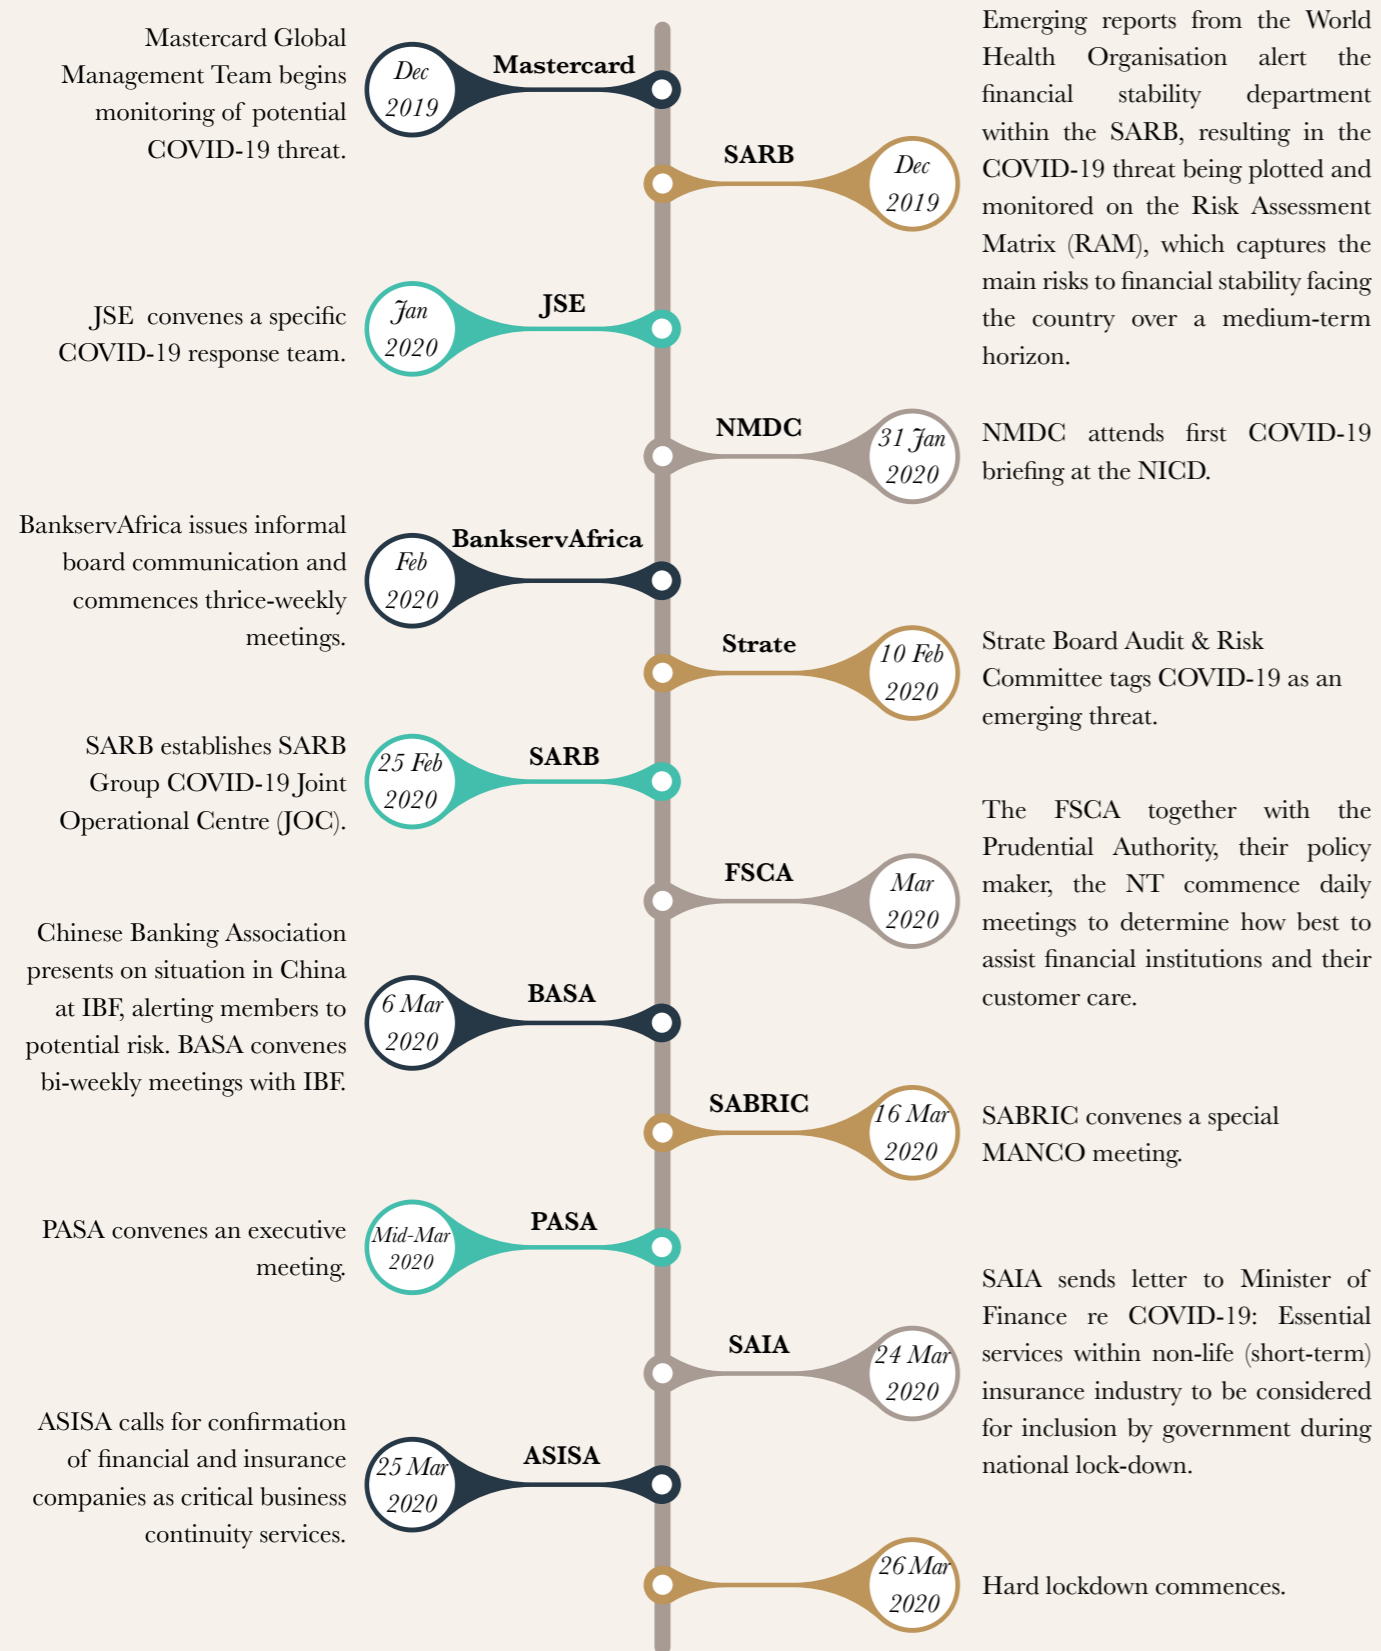 Mastercard Global
Management Team begins
monitoring of potential
COVID-19 threat.
Dec
2019
Mastercard
SARB
Dec
2019
Emerging reports from the World
Health Organisation alert the
financial stability department
within the SARB, resulting in the
COVID-19 threat being plotted and
monitored on the Risk Assessment
Matrix (RAM), which captures the
main risks to financial stability facing
the country over a medium-term
horizon.
JSE convenes a specific
COVID-19 response team.
Jan
2020
JSE
NMDC
31 Jan
2020
NMDC attends first COVID-19
briefing at the NICD.
BankservAfrica issues informal
board communication and
commences thrice-weekly
meetings.
Feb
2020
BankservAfrica
Strate
10 Feb
2020
Strate Board Audit & Risk
Committee tags COVID-19 as an
emerging threat.
SARB establishes SARB
Group COVID-19 Joint
Operational Centre (JOC).
25 Feb
2020
SARB
FSCA
Mar
2020
The FSCA together with the
Prudential Authority, their policy
maker, the NT commence daily
meetings to determine how best to
assist financial institutions and their
customer care.
Chinese Banking Association
presents on situation in China
at IBF, alerting members to
potential risk. BASA convenes
bi-weekly meetings with IBF.
6 Mar
2020
BASA
SABRIC
16 Mar
2020
SABRIC convenes a special
MANCO meeting.
PASA convenes an executive
meeting.
Mid-Mar
2020
PASA
SAIA
24 Mar
2020
SAIA sends letter to Minister of
Finance re COVID-19: Essential
services within non-life (short-term)
insurance industry to be considered
for inclusion by government during
national lock-down.
ASISA calls for confirmation
of financial and insurance
companies as critical business
continuity services.
25 Mar
2020
ASISA
26 Mar
2020
Hard lockdown commences.